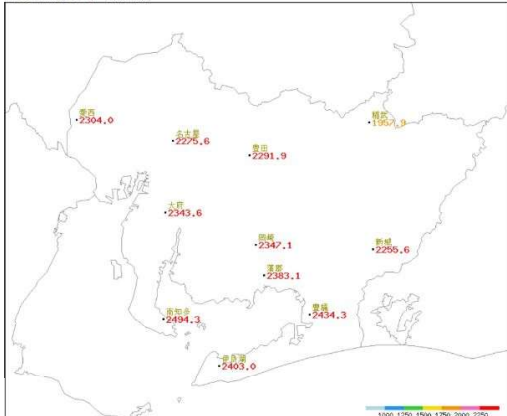 愛西
2304.0
稲武
1957.9
名古屋
2275.6
豊田
2291.9
大府
2343.6
岡崎
2347.1
新城
2255.6
蒲郡
2383.1
南知多
2494.3
豊橋
2434.3
伊良湖
2403.0
1000 1250 1500 1750 2000 2250